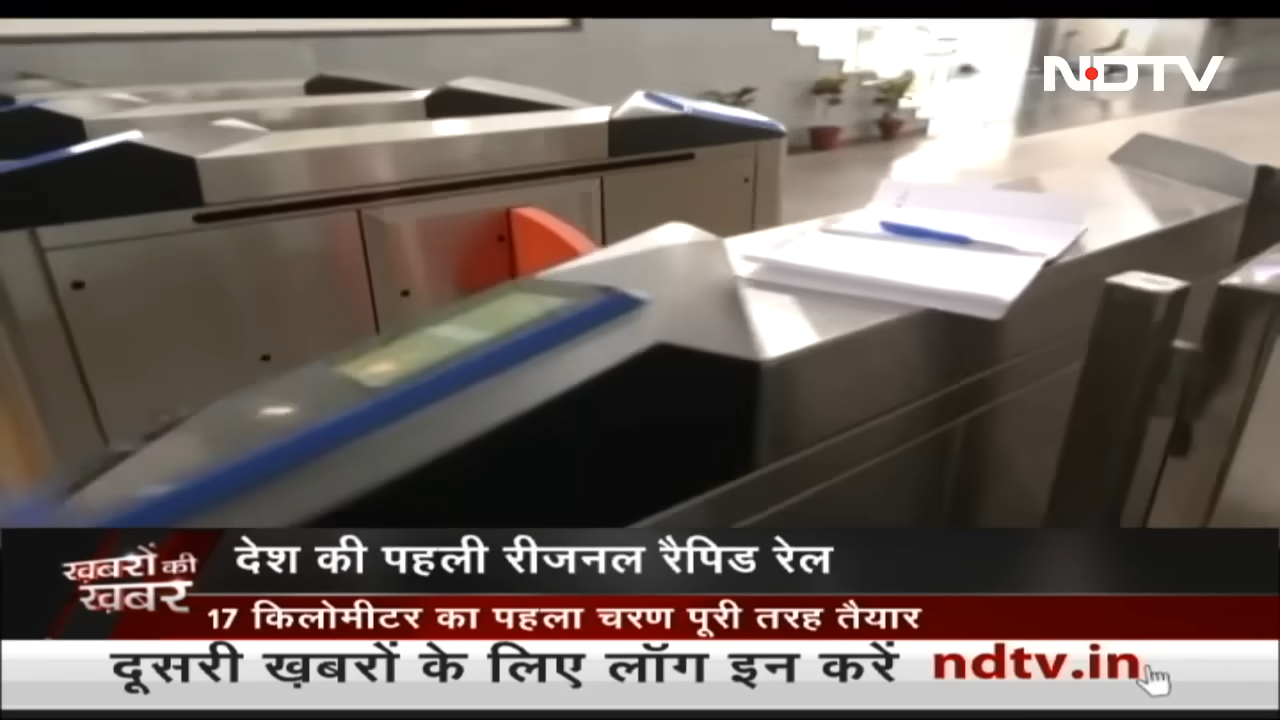 NDTV
ख़बरों की
ख़बर
देश की पहली रीजनल रैपिड रेल
17 किलोमीटर का पहला चरण पूरी तरह तैयार
दूसरी ख़बरों के लिए लॉग इन करें ndtv.in